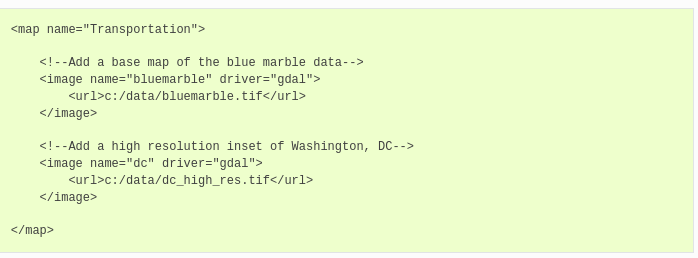 <map name="Transportation">
<!--Add a base map of the blue marble data-->
<image name="bluemarble" driver="gdal">
<url>c:/data/bluemarble.tif</url>
</image>
<!--Add a high resolution inset of Washington, DC-->
<image name="dc" driver="gdal">
<url>c:/data/dc_high_res.tif</url>
</image>
</map>